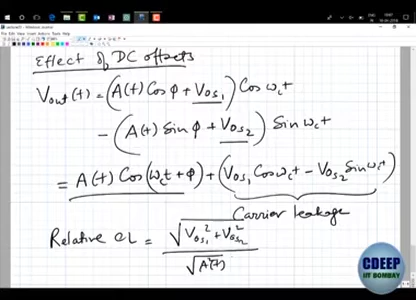 Effect of DC offsets
Vout(t) = (A(t) Cos φ + VOS1) Cos ωct
- (A(t) Sin φ + VOS2) Sin ωct
= A(t) Cos(ωct + φ) + (VOS1 Cos ωct - VOS2 Sin ωct)
Carrier leakage
Relative CL = √(VOS1² + VOS2²) / √A²(t)
CDEEP
IIT BOMBAY